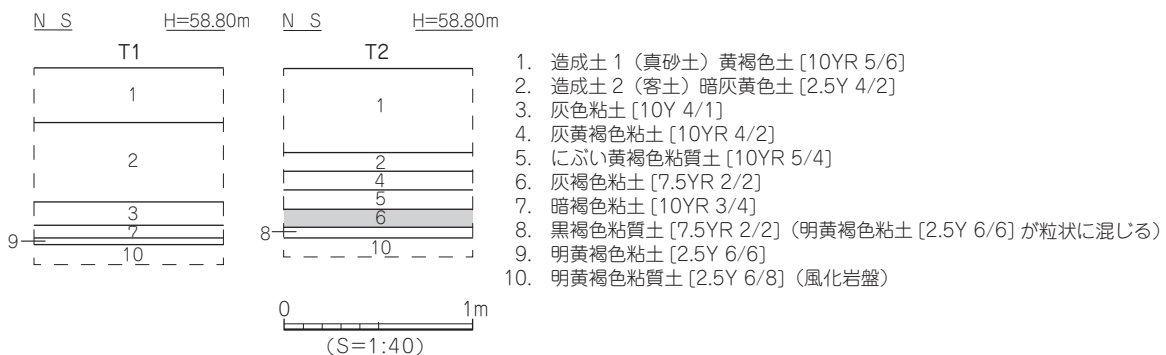 N S H=58.80m
T1
1
2
3
7
9
10
N S H=58.80m
T2
1
2
4
5
6
8
10
0 1m
(S=1:40)
1. 造成土 1（真砂土）黄褐色土 [10YR 5/6]
2. 造成土 2（客土）暗灰黄色土 [2.5Y 4/2]
3. 灰色粘土 [10Y 4/1]
4. 灰黄褐色粘土 [10YR 4/2]
5. にぶい黄褐色粘質土 [10YR 5/4]
6. 灰褐色粘土 [7.5YR 2/2]
7. 暗褐色粘土 [10YR 3/4]
8. 黒褐色粘質土 [7.5YR 2/2]（明黄褐色粘土 [2.5Y 6/6] が粒状に混じる）
9. 明黄褐色粘土 [2.5Y 6/6]
10. 明黄褐色粘質土 [2.5Y 6/8]（風化岩盤）